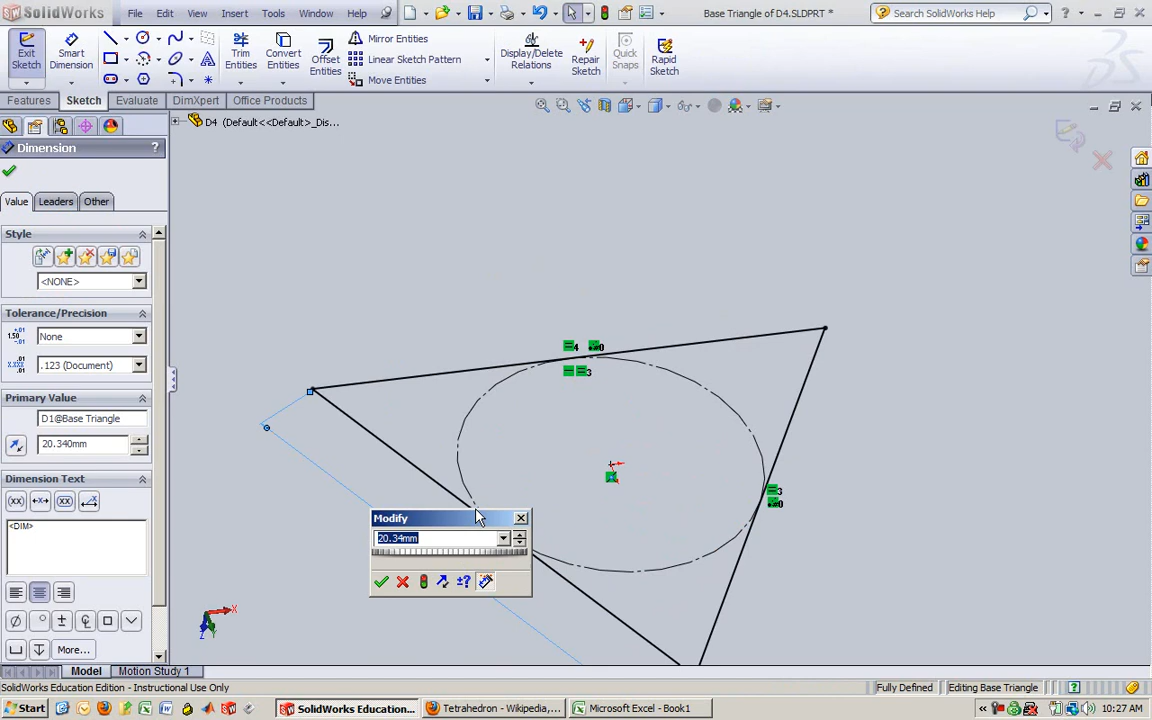 SolidWorks
File
Edit
View
Insert
Tools
Window
Help
Base Triangle of D4.SLDPRT *
Search SolidWorks Help
Exit
Sketch
Smart
Dimension
Trim
Entities
Convert
Entities
Offset
Entities
Mirror Entities
Linear Sketch Pattern
Move Entities
Display/Delete
Relations
Repair
Sketch
Quick
Snaps
Rapid
Sketch
Features
Sketch
Evaluate
DimXpert
Office Products
D4 (Default<<Default>_Dis...
Dimension
?
Value
Leaders
Other
Style
<NONE>
Tolerance/Precision
None
.123 (Document)
Primary Value
D1@Base Triangle
20.340mm
Dimension Text
<DIM>
More...
4
0
3
3
0
Modify
20.34mm
X
Y
Z
Model
Motion Study 1
SolidWorks Education Edition - Instructional Use Only
Fully Defined
Editing Base Triangle
Start
SolidWorks Education...
Tetrahedron - Wikipedia,...
Microsoft Excel - Book1
10:27 AM